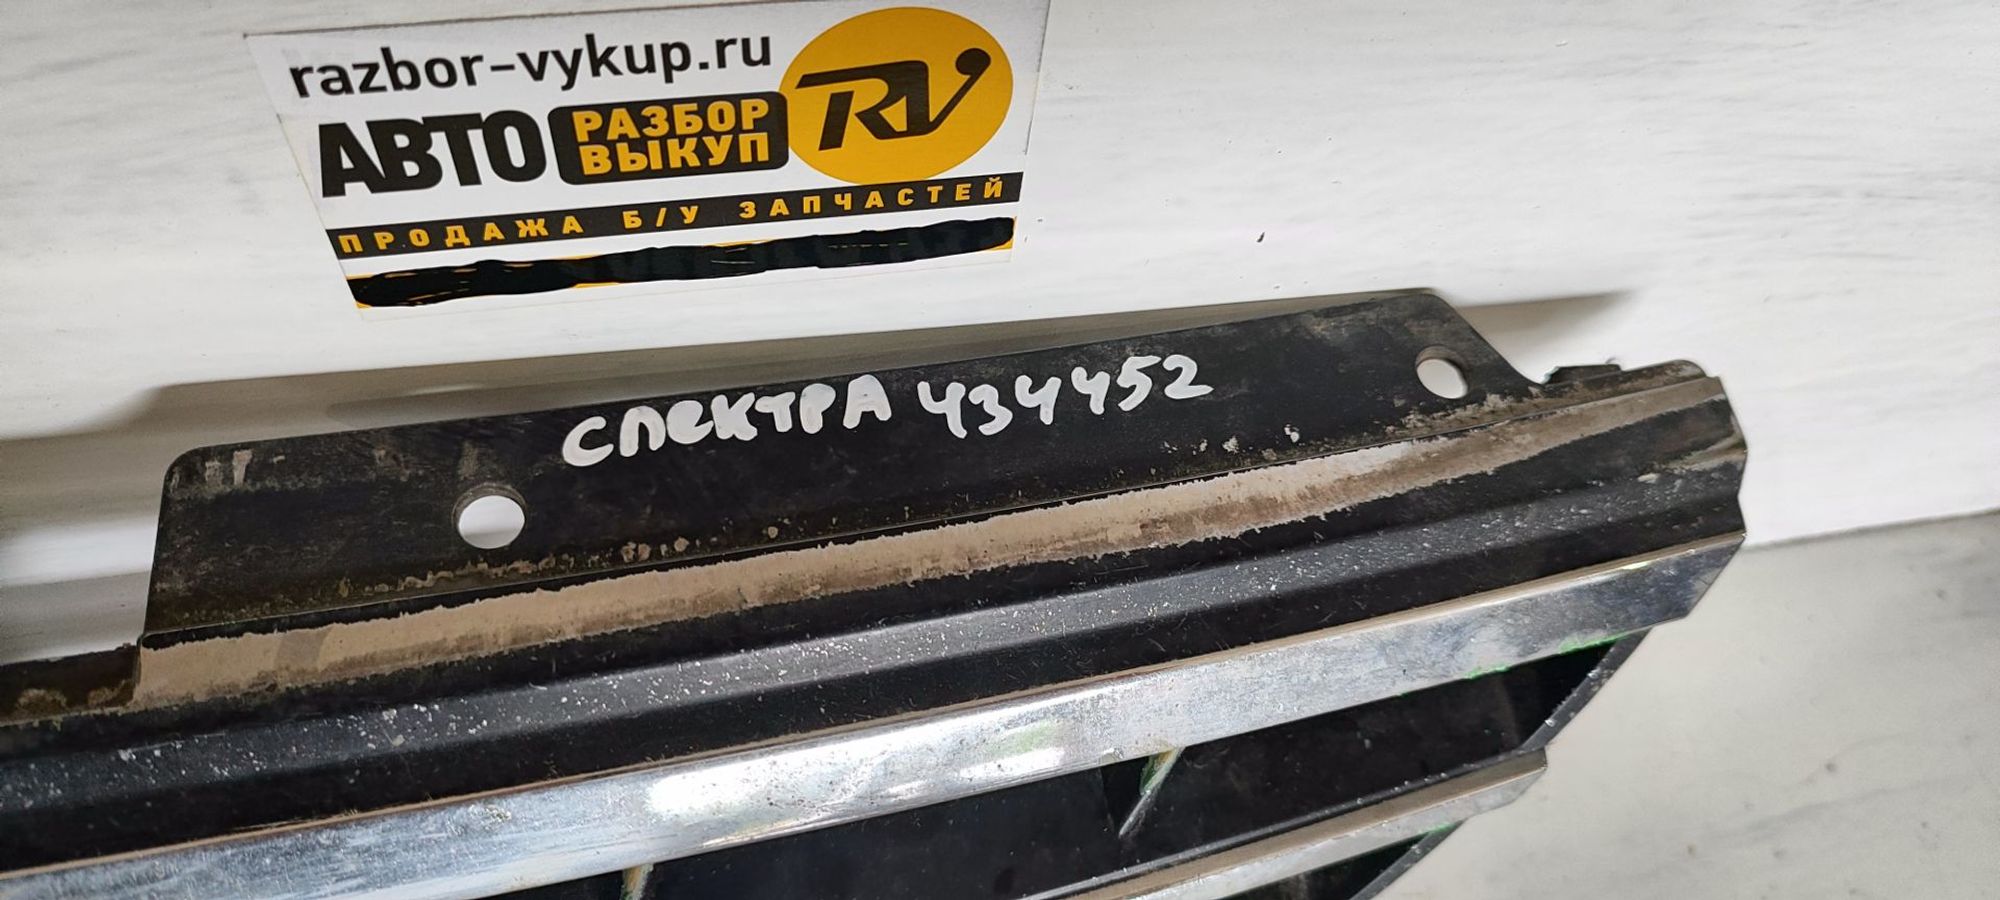 razbor-vykup.ru
АВТО РАЗБОР ВЫКУП RV
ПРОДАЖА Б/У ЗАПЧАСТЕЙ
СПЕКТРА 434452